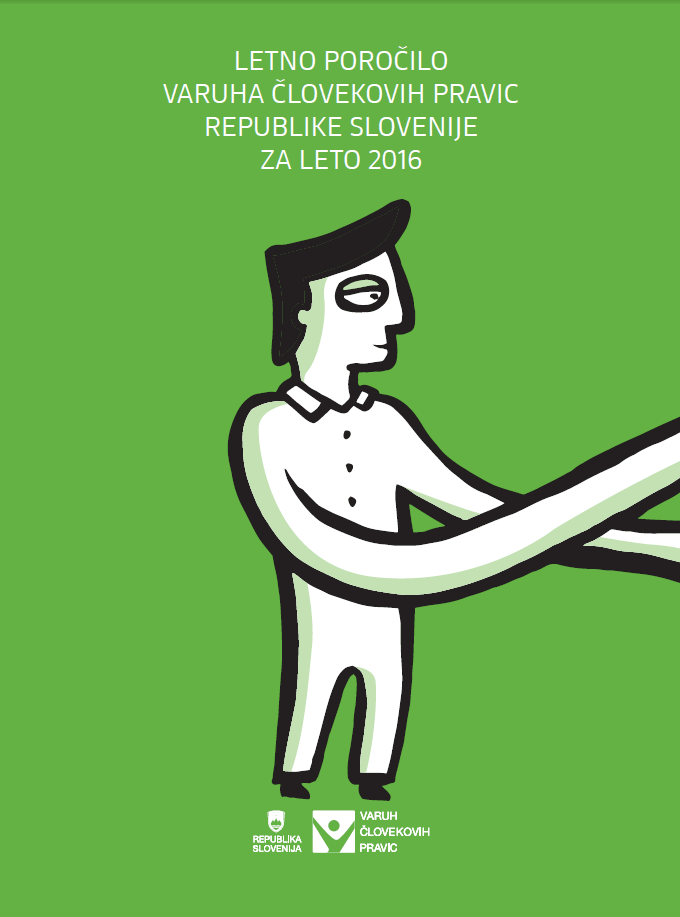 LETNO POROČILO
VARUHA ČLOVEKOVIH PRAVIC
REPUBLIKE SLOVENIJE
ZA LETO 2016
REPUBLIKA
SLOVENIJA
VARUH
ČLOVEKOVIH
PRAVIC